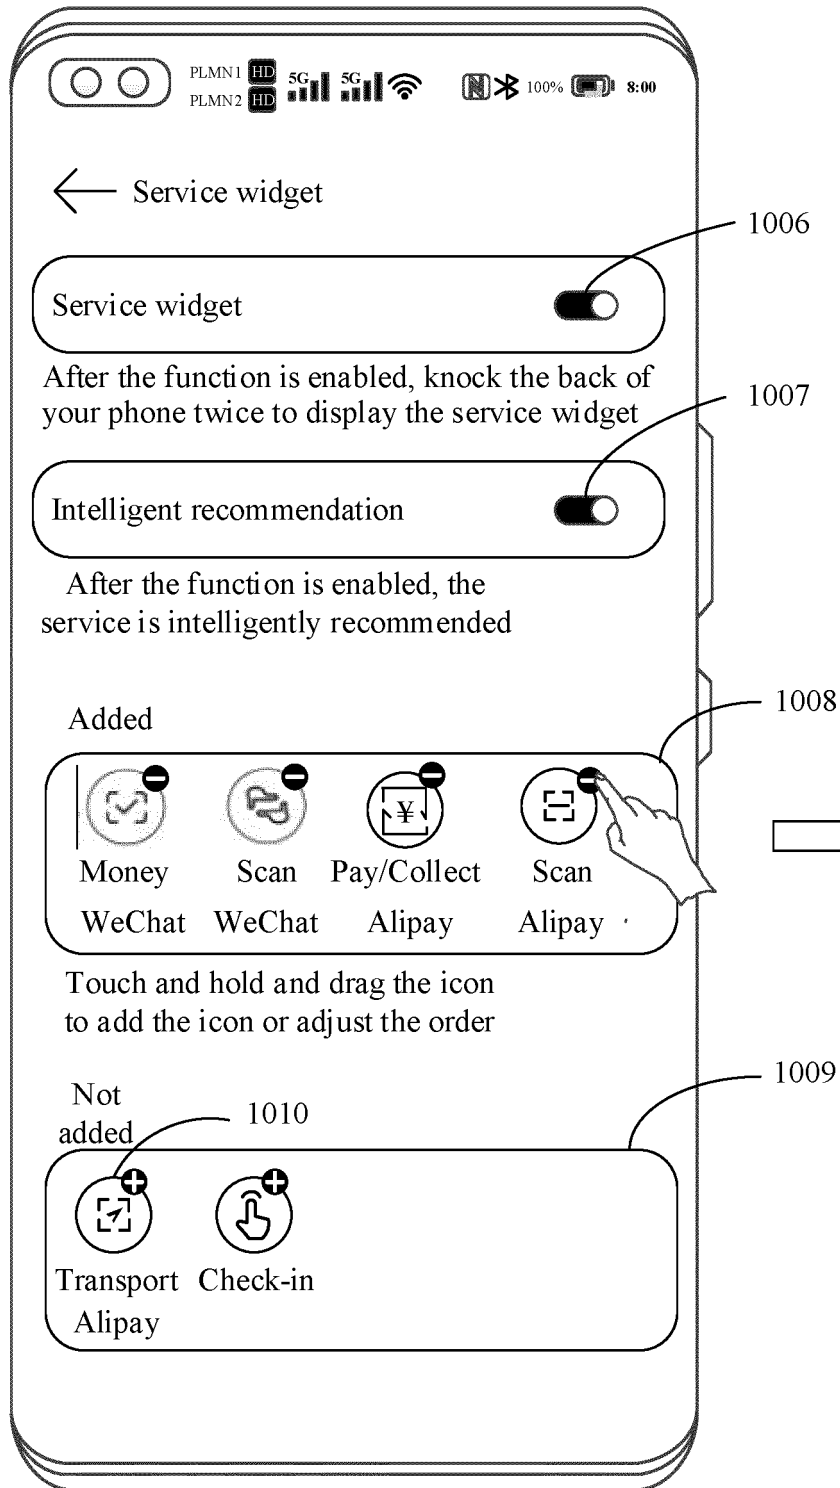 PLMN1 HD 5G 5G 100% 8:00
PLMN2 HD
Service widget
1006
Service widget
After the function is enabled, knock the back of
your phone twice to display the service widget
1007
Intelligent recommendation
After the function is enabled, the
service is intelligently recommended
1008
Added
¥
Money Scan Pay/Collect Scan
WeChat WeChat Alipay Alipay
Touch and hold and drag the icon
to add the icon or adjust the order
1009
Not
added
1010
Transport Check-in
Alipay